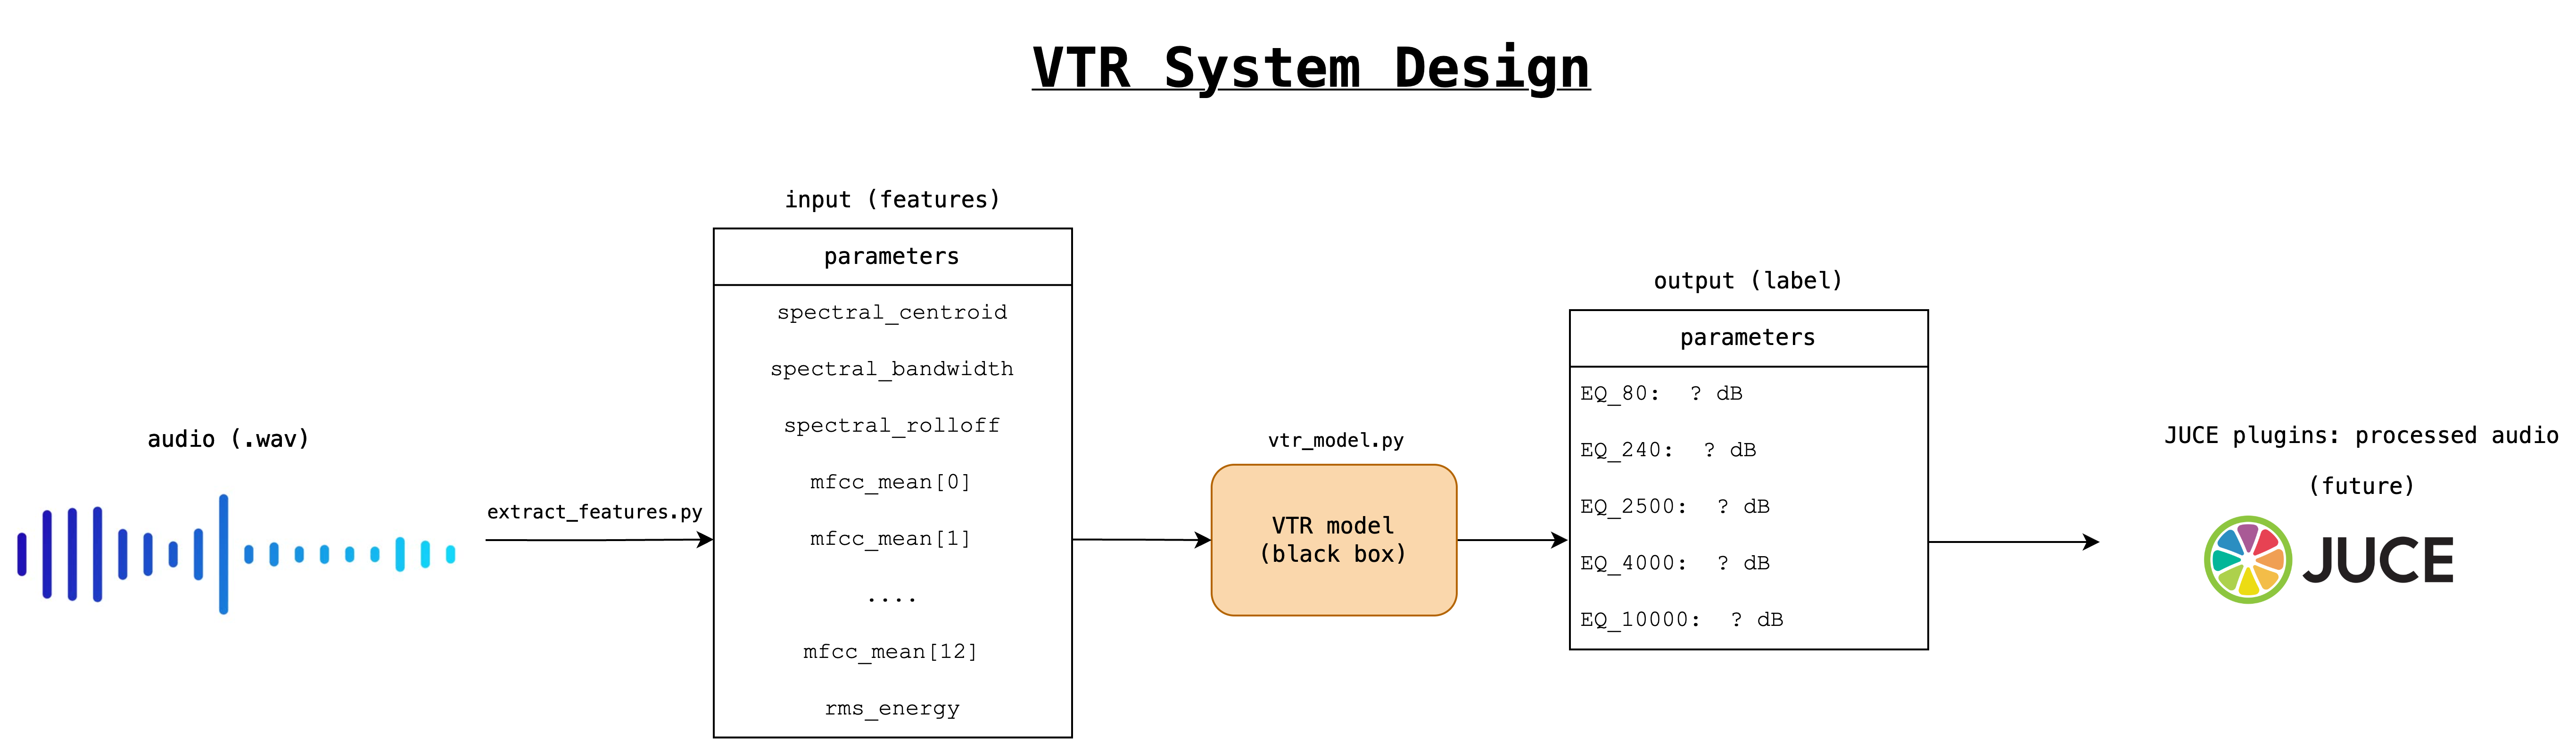 VTR System Design
audio (.wav)
extract_features.py
input (features)
parameters
spectral_centroid
spectral_bandwidth
spectral_rolloff
mfcc_mean[0]
mfcc_mean[1]
....
mfcc_mean[12]
rms_energy
vtr_model.py
VTR model
(black box)
output (label)
parameters
EQ_80: ? dB
EQ_240: ? dB
EQ_2500: ? dB
EQ_4000: ? dB
EQ_10000: ? dB
JUCE plugins: processed audio
(future)
JUCE